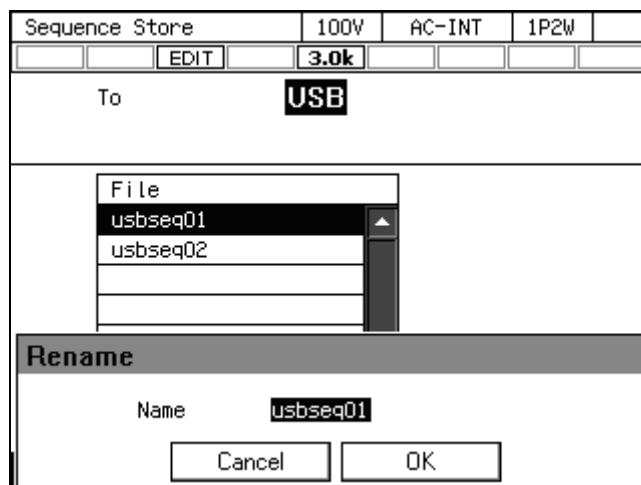 Sequence Store 100V AC-INT 1P2W
EDIT 3.0k
To USB
File
usbseq01
usbseq02
Rename
Name usbseq01
Cancel OK